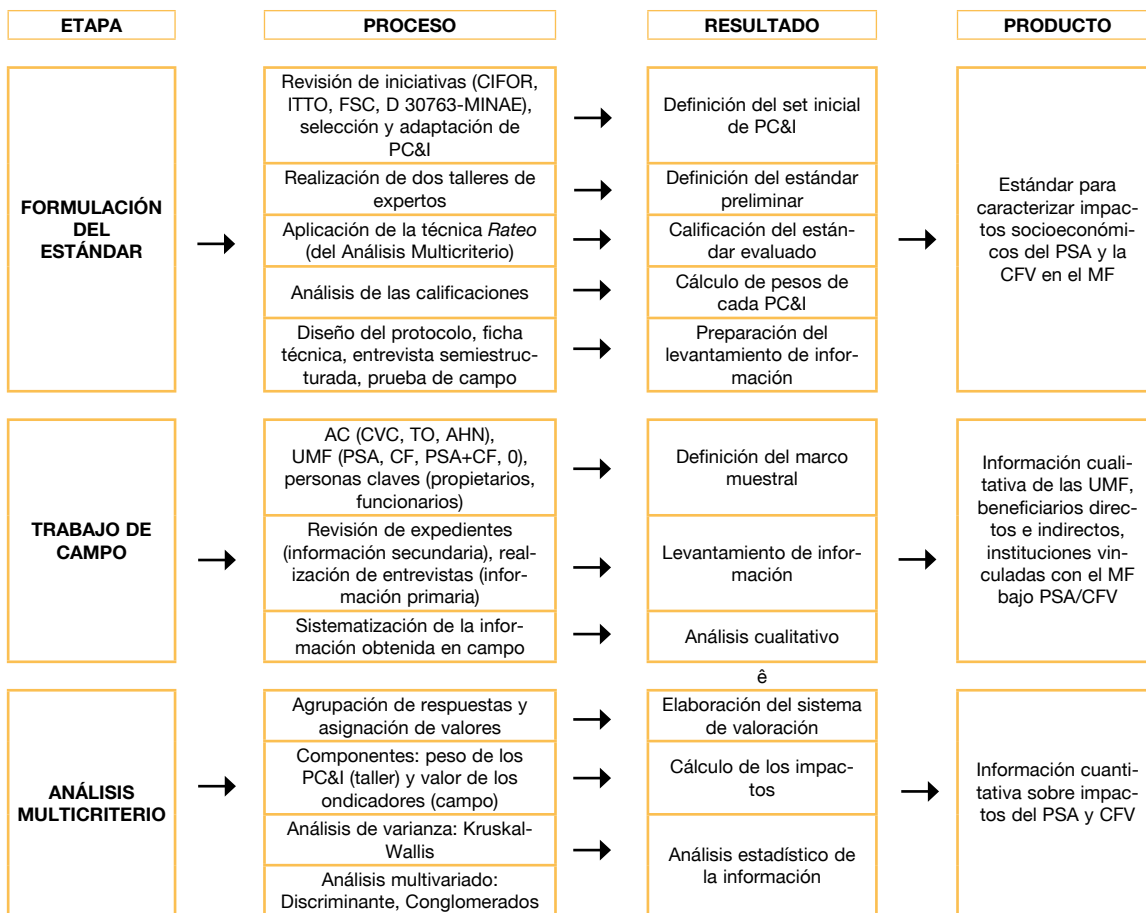 ETAPA
PROCESO
RESULTADO
PRODUCTO
FORMULACIÓN
DEL
ESTÁNDAR
Revisión de iniciativas (CIFOR,
ITTO, FSC, D 30763-MINAE),
selección y adaptación de
PC&I
Definición del set inicial
de PC&I
Realización de dos talleres de
expertos
Definición del estándar
preliminar
Aplicación de la técnica Rateo
(del Análisis Multicriterio)
Calificación del están-
dar evaluado
Análisis de las calificaciones
Cálculo de pesos de
cada PC&I
Diseño del protocolo, ficha
técnica, entrevista semiestruc-
turada, prueba de campo
Preparación del
levantamiento de infor-
mación
Estándar para
caracterizar impac-
tos socioeconómi-
cos del PSA y la
CFV en el MF
TRABAJO DE
CAMPO
AC (CVC, TO, AHN),
UMF (PSA, CF, PSA+CF, 0),
personas claves (propietarios,
funcionarios)
Definición del marco
muestral
Revisión de expedientes
(información secundaria), real-
ización de entrevistas (infor-
mación primaria)
Levantamiento de infor-
mación
Sistematización de la infor-
mación obtenida en campo
Análisis cualitativo
Información cuali-
tativa de las UMF,
beneficiarios direc-
tos e indirectos,
instituciones vin-
culadas con el MF
bajo PSA/CFV
ê
ANÁLISIS
MULTICRITERIO
Agrupación de respuestas y
asignación de valores
Elaboración del sistema
de valoración
Componentes: peso de los
PC&I (taller) y valor de los
ondicadores (campo)
Cálculo de los impac-
tos
Análisis de varianza: Kruskal-
Wallis
Análisis multivariado:
Discriminante, Conglomerados
Análisis estadístico de
la información
Información cuanti-
tativa sobre impac-
tos del PSA y CFV